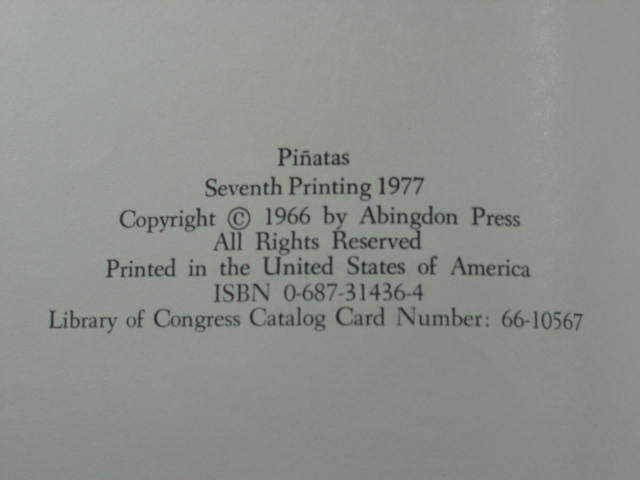 Piñatas
Seventh Printing 1977
Copyright © 1966 by Abingdon Press
All Rights Reserved
Printed in the United States of America
ISBN 0-687-31436-4
Library of Congress Catalog Card Number: 66-10567